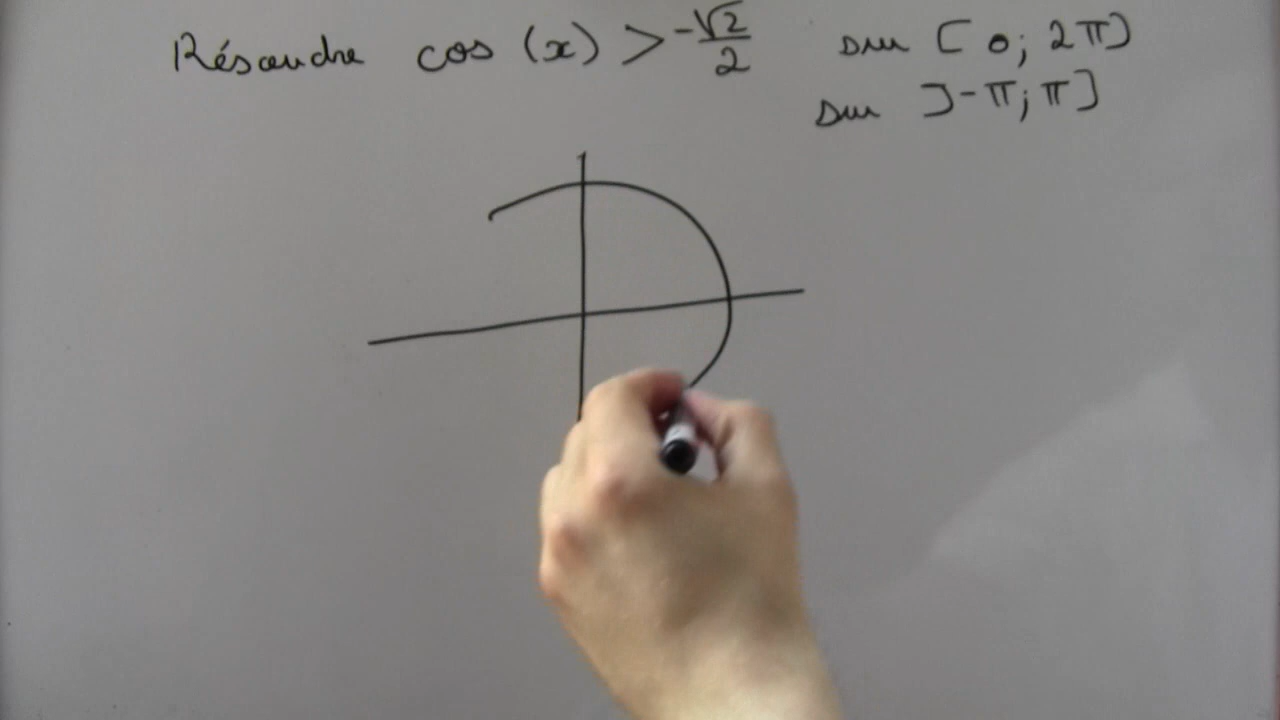 Résoudre cos (x) > -√2/2 sur [0; 2π]
sur ]-π; π]